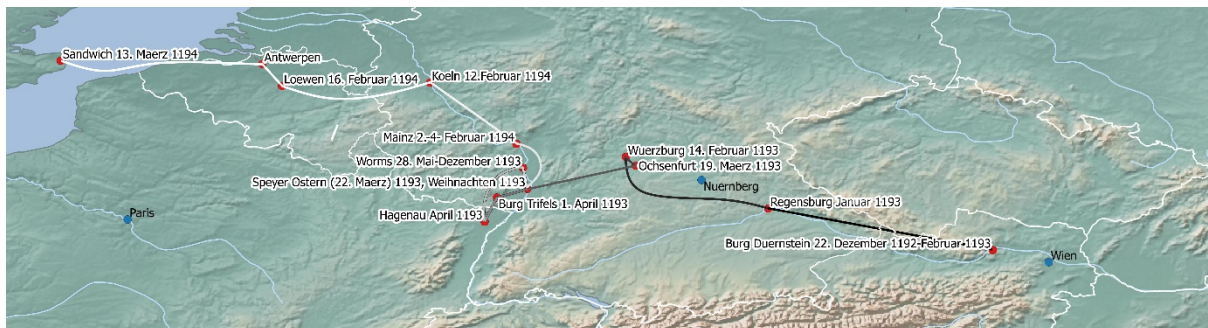 Sandwich 13. Maerz 1194
Antwerpen
Loewen 16. Februar 1194
Koeln 12.Februar 1194
Mainz 2.-4- Februar 1194
Wuerzburg 14. Februar 1193
Worms 28. Mai-Dezember 1193
Ochsenfurt 19. Maerz 1193
Speyer Ostern (22. Maerz) 1193, Weihnachten 1193
Nuernberg
Burg Trifels 1. April 1193
Regensburg Januar 1193
Hagenau April 1193
Paris
Burg Duernstein 22. Dezember 1192-Februar-1193
Wien